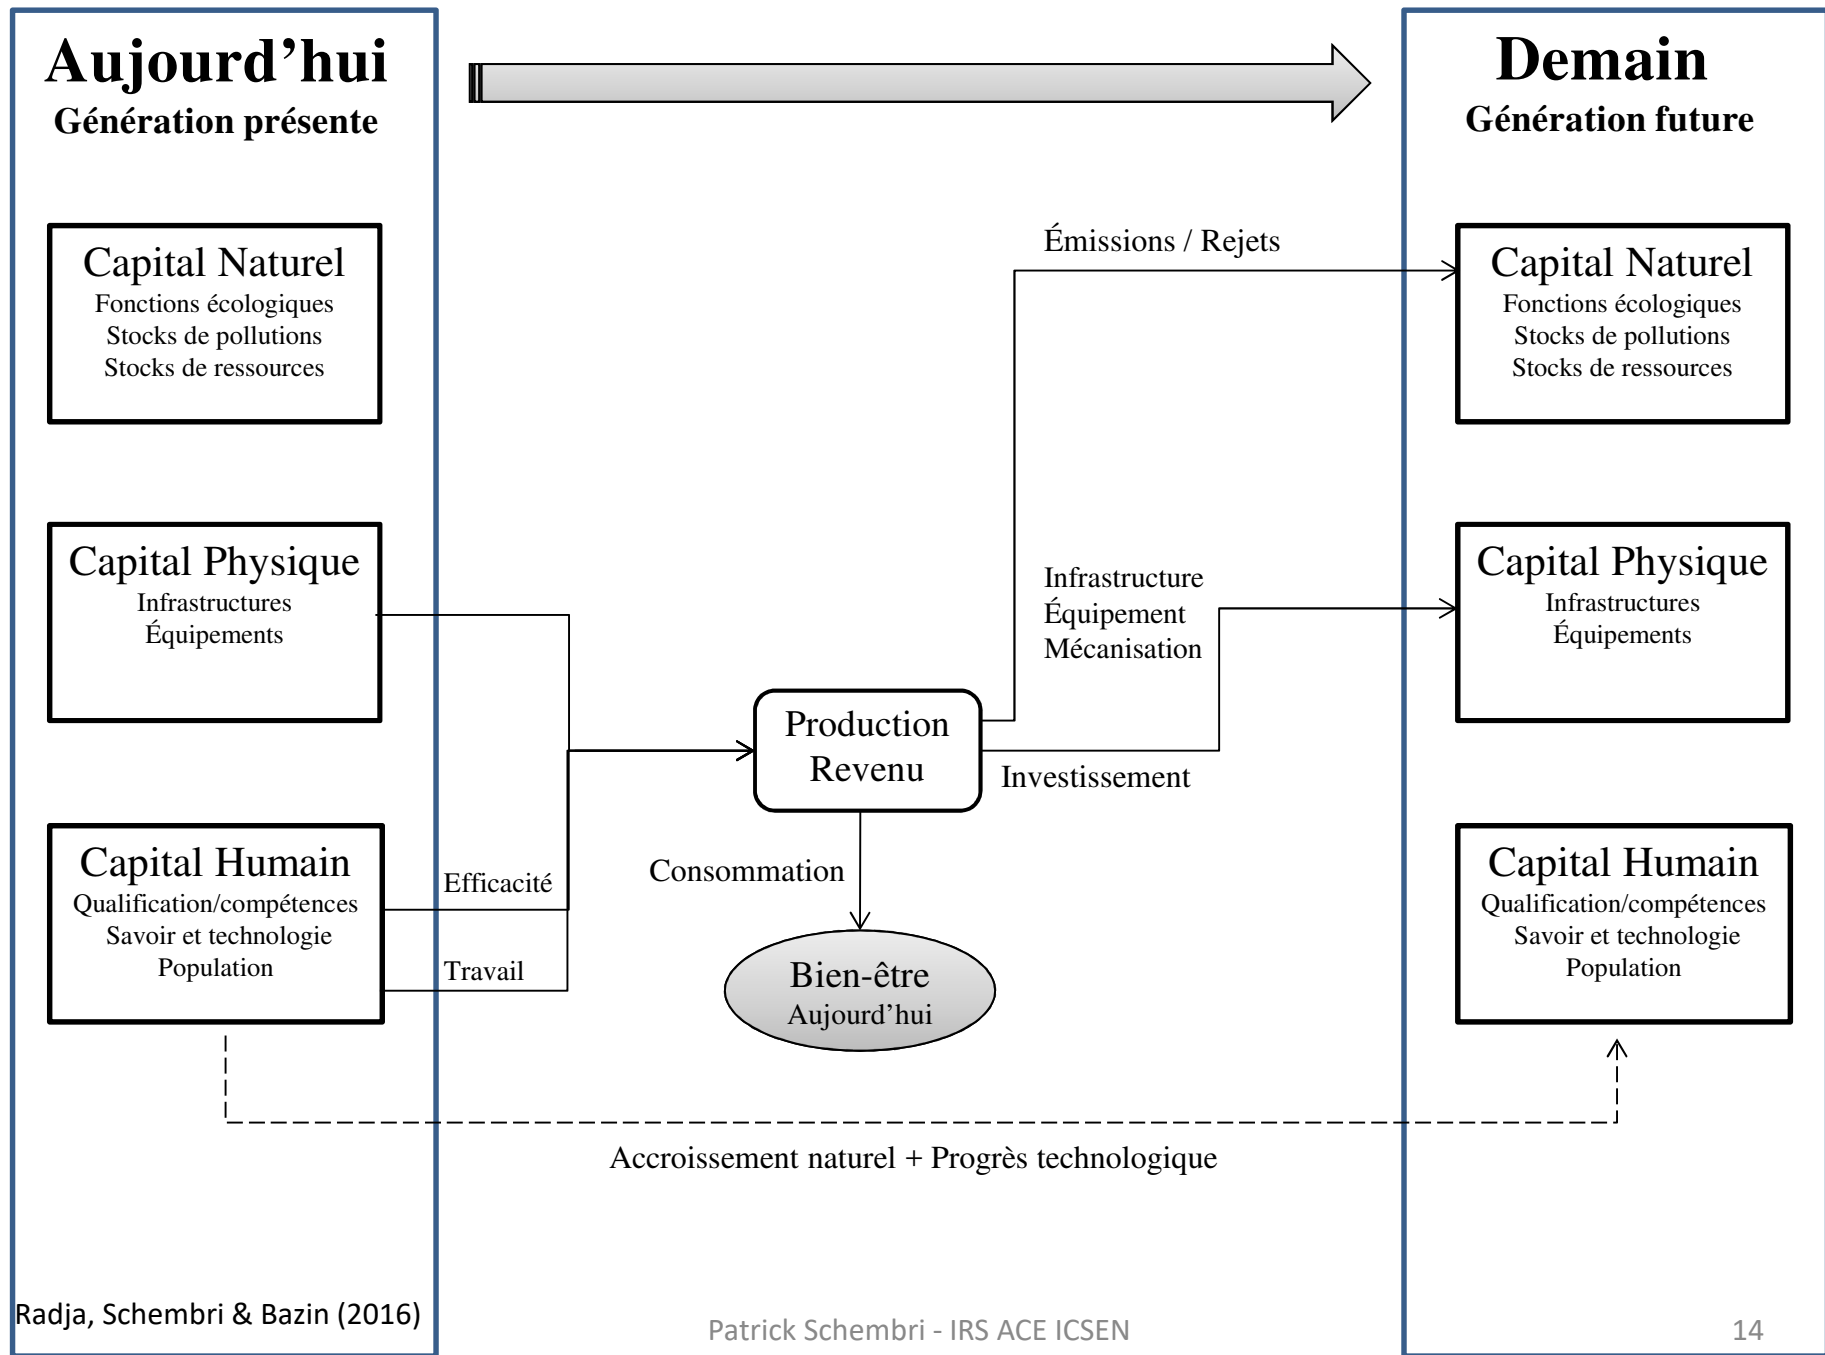 Aujourd’hui
Génération présente
Demain
Génération future
Capital Naturel
Fonctions écologiques
Stocks de pollutions
Stocks de ressources
Émissions / Rejets
Capital Naturel
Fonctions écologiques
Stocks de pollutions
Stocks de ressources
Capital Physique
Infrastructures
Équipements
Infrastructure
Équipement
Mécanisation
Capital Physique
Infrastructures
Équipements
Production
Revenu
Investissement
Capital Humain
Qualification/compétences
Savoir et technologie
Population
Efficacité
Travail
Consommation
Bien-être
Aujourd’hui
Capital Humain
Qualification/compétences
Savoir et technologie
Population
Accroissement naturel + Progrès technologique
Radja, Schembri & Bazin (2016)
Patrick Schembri - IRS ACE ICSEN
14